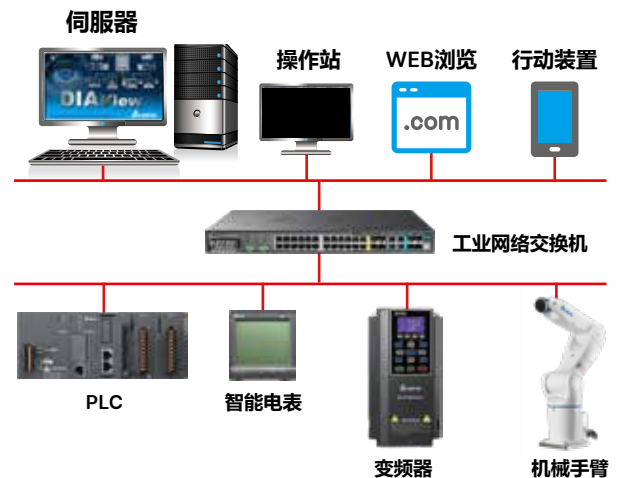 伺服器
操作站
WEB浏览
行动装置
DIAView
.com
工业网络交换机
PLC
智能电表
变频器
机械手臂